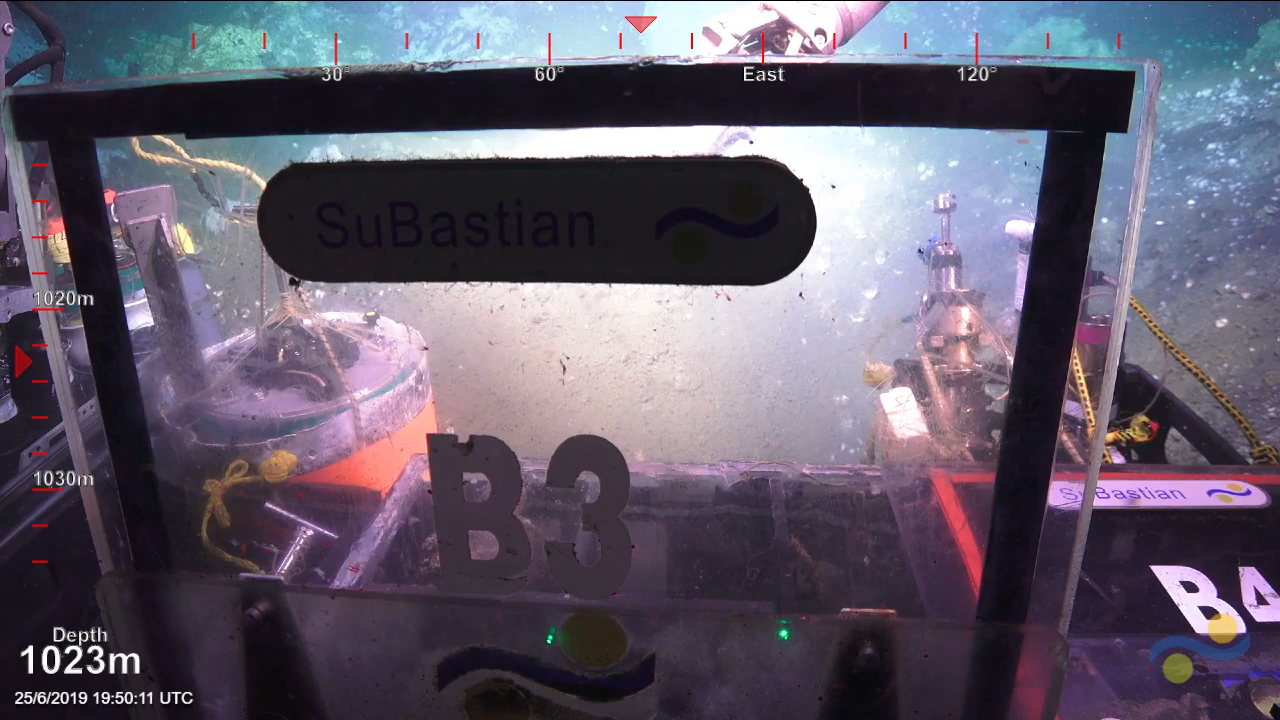 30° 60° East 120°
SuBastian
1020m
1030m
B3
SuBastian
B4
Depth
1023m
25/6/2019 19:50:11 UTC